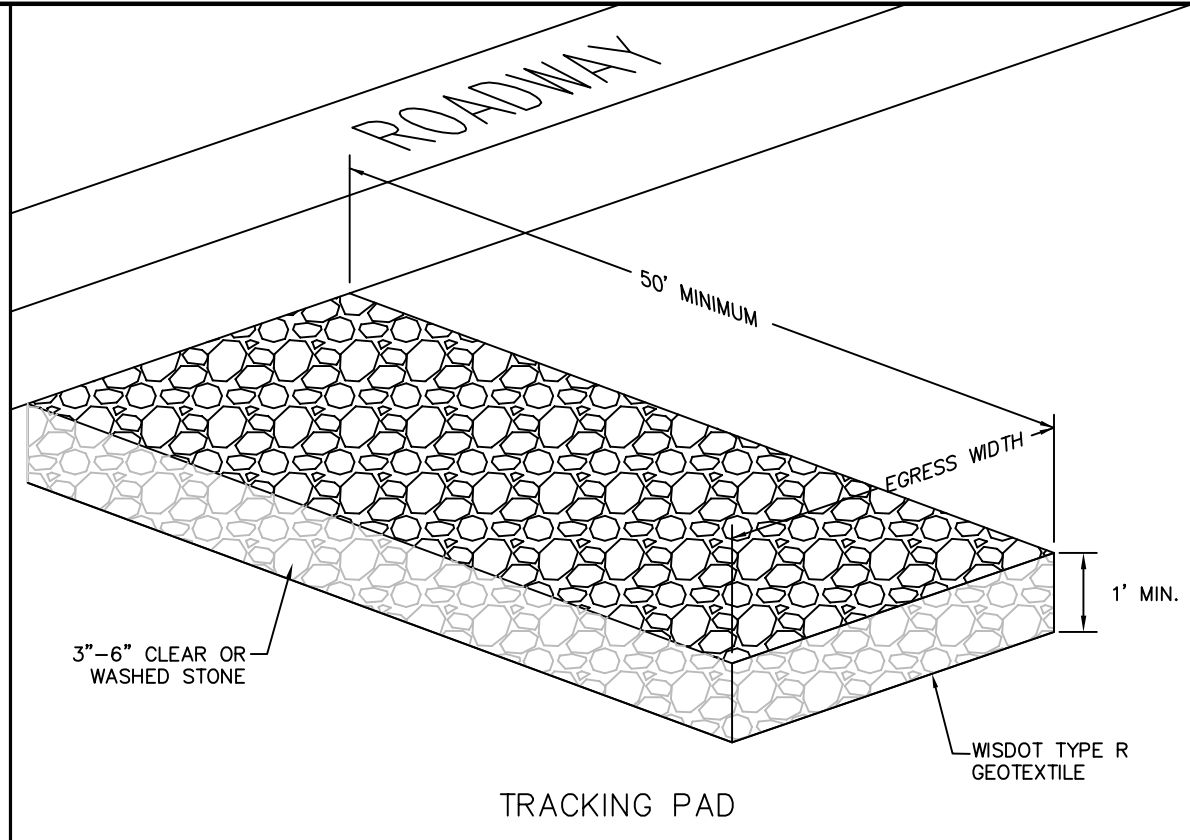 ROADWAY
50' MINIMUM
EGRESS WIDTH
1' MIN.
3"-6" CLEAR OR
WASHED STONE
WISDOT TYPE R
GEOTEXTILE
TRACKING PAD